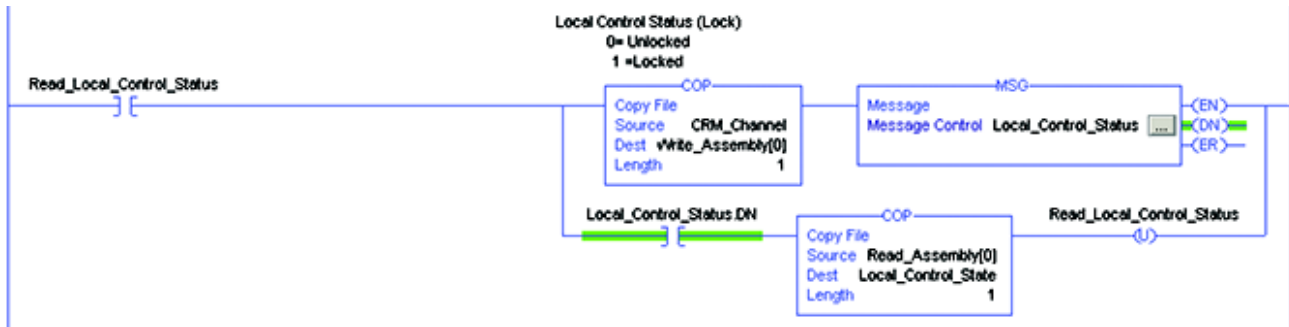 Local Control Status (Lock)
0= Unlocked
1 =Locked
Read_Local_Control_Status
COP
Copy File
Source CRM_Channel
Dest Write_Assembly[0]
Length 1
MSG
Message
Message Control Local_Control_Status ...
EN
DN
ER
Local_Control_Status.DN
COP
Copy File
Source Read_Assembly[0]
Dest Local_Control_State
Length 1
Read_Local_Control_Status
U